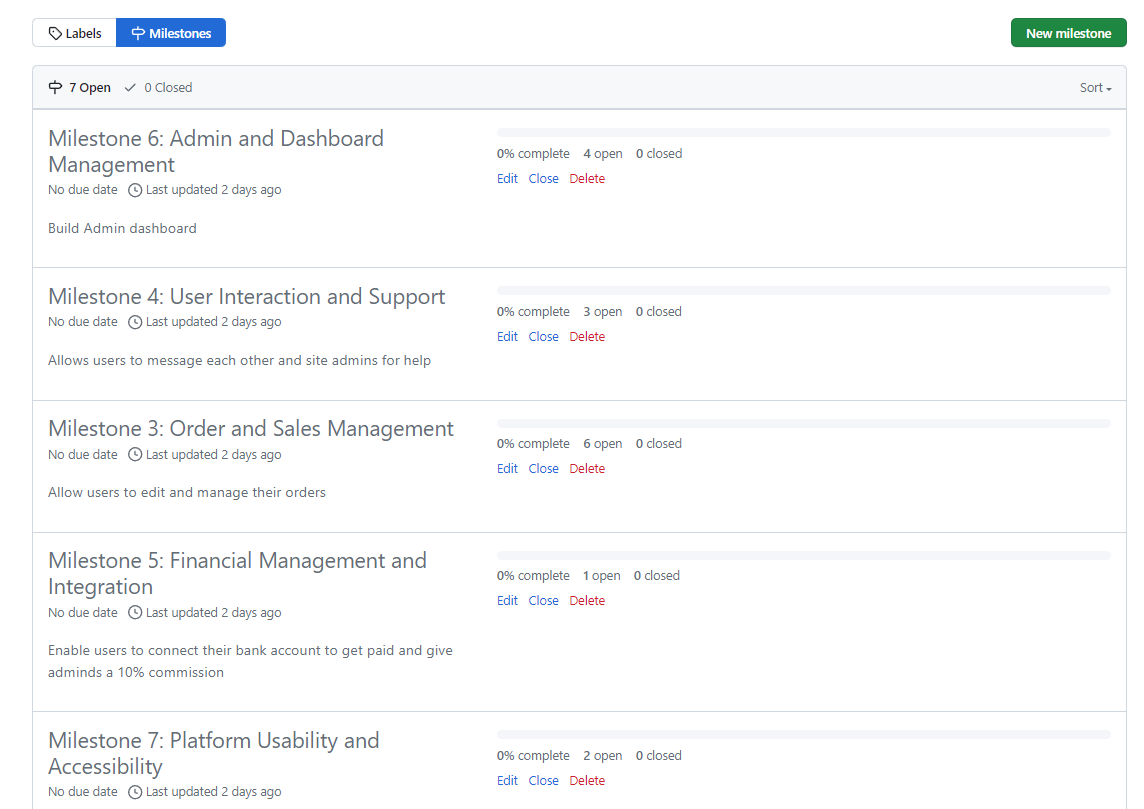 Labels Milestones New milestone
7 Open 0 Closed Sort
Milestone 6: Admin and Dashboard
Management
No due date Last updated 2 days ago
Build Admin dashboard
0% complete 4 open 0 closed
Edit Close Delete
Milestone 4: User Interaction and Support
No due date Last updated 2 days ago
Allows users to message each other and site admins for help
0% complete 3 open 0 closed
Edit Close Delete
Milestone 3: Order and Sales Management
No due date Last updated 2 days ago
Allow users to edit and manage their orders
0% complete 6 open 0 closed
Edit Close Delete
Milestone 5: Financial Management and
Integration
No due date Last updated 2 days ago
Enable users to connect their bank account to get paid and give
adminds a 10% commission
0% complete 1 open 0 closed
Edit Close Delete
Milestone 7: Platform Usability and
Accessibility
No due date Last updated 2 days ago
0% complete 2 open 0 closed
Edit Close Delete